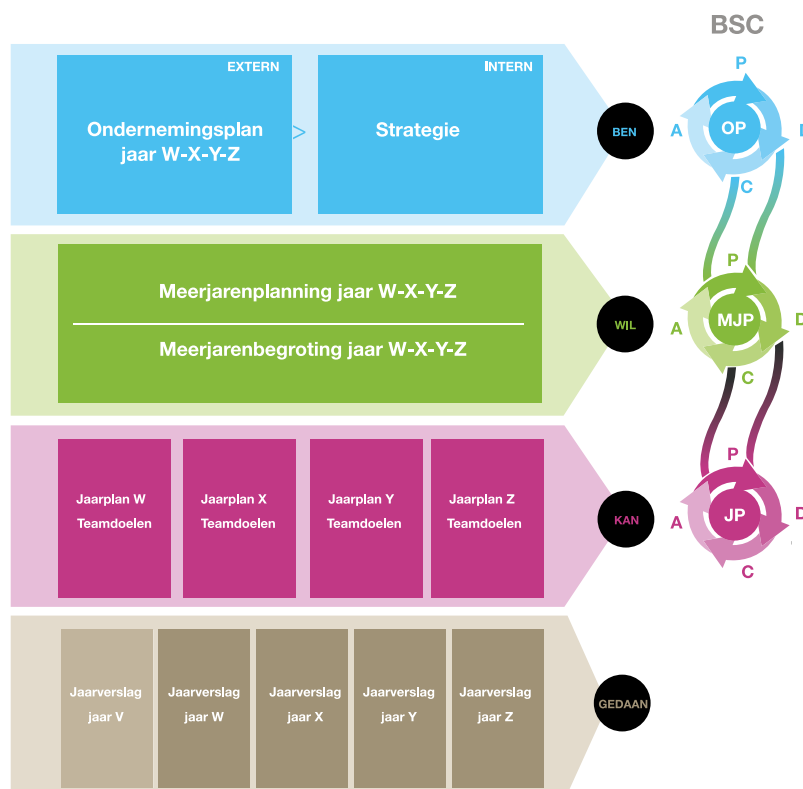 BSC
EXTERN
INTERN
Ondernemingsplan
jaar W-X-Y-Z
>
Strategie
BEN
P
A
OP
D
C
Meerjarenplanning jaar W-X-Y-Z
Meerjarenbegroting jaar W-X-Y-Z
WIL
P
A
MJP
D
C
Jaarplan W
Teamdoelen
Jaarplan X
Teamdoelen
Jaarplan Y
Teamdoelen
Jaarplan Z
Teamdoelen
KAN
P
A
JP
D
C
Jaarverslag
jaar V
Jaarverslag
jaar W
Jaarverslag
jaar X
Jaarverslag
jaar Y
Jaarverslag
jaar Z
GEDAAN